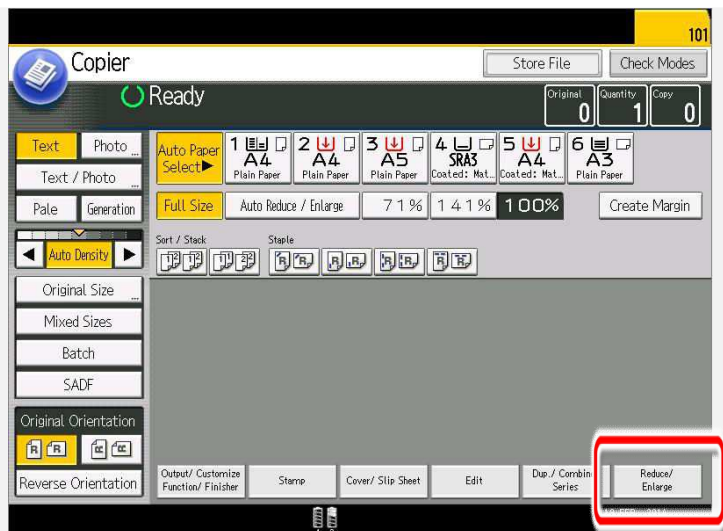 101
Copier
Store File
Check Modes
Ready
Original
0
Quantity
1
Copy
0
Text
Photo
Auto Paper
Select▶
1
A4
Plain Paper
2
A4
Plain Paper
3
A5
Plain Paper
4
SRA3
Coated: Mat..
5
A4
Coated: Mat..
6
A3
Plain Paper
Text / Photo
Pale
Generation
Full Size
Auto Reduce / Enlarge
71%
141%
100%
Create Margin
Auto Density
Sort / Stack
Staple
Original Size
Mixed Sizes
Batch
SADF
Original Orientation
Reverse Orientation
Output/ Customize
Function/ Finisher
Stamp
Cover/ Slip Sheet
Edit
Dup./ Combin
Series
Reduce/
Enlarge